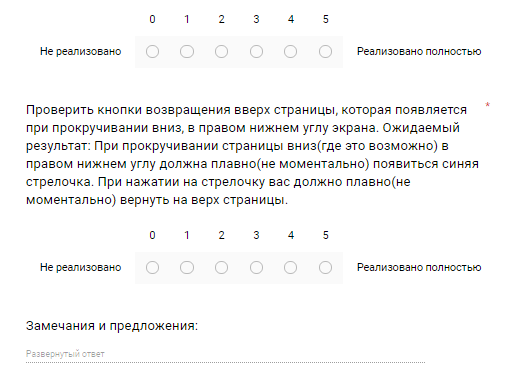 0 1 2 3 4 5
Не реализовано Реализовано полностью
Проверить кнопки возвращения вверх страницы, которая появляется *
при прокручивании вниз, в правом нижнем углу экрана. Ожидаемый
результат: При прокручивании страницы вниз(где это возможно) в
правом нижнем углу должна плавно(не моментально) появиться синяя
стрелочка. При нажатии на стрелочку вас должно плавно(не
моментально) вернуть на верх страницы.
0 1 2 3 4 5
Не реализовано Реализовано полностью
Замечания и предложения:
Развернутый ответ